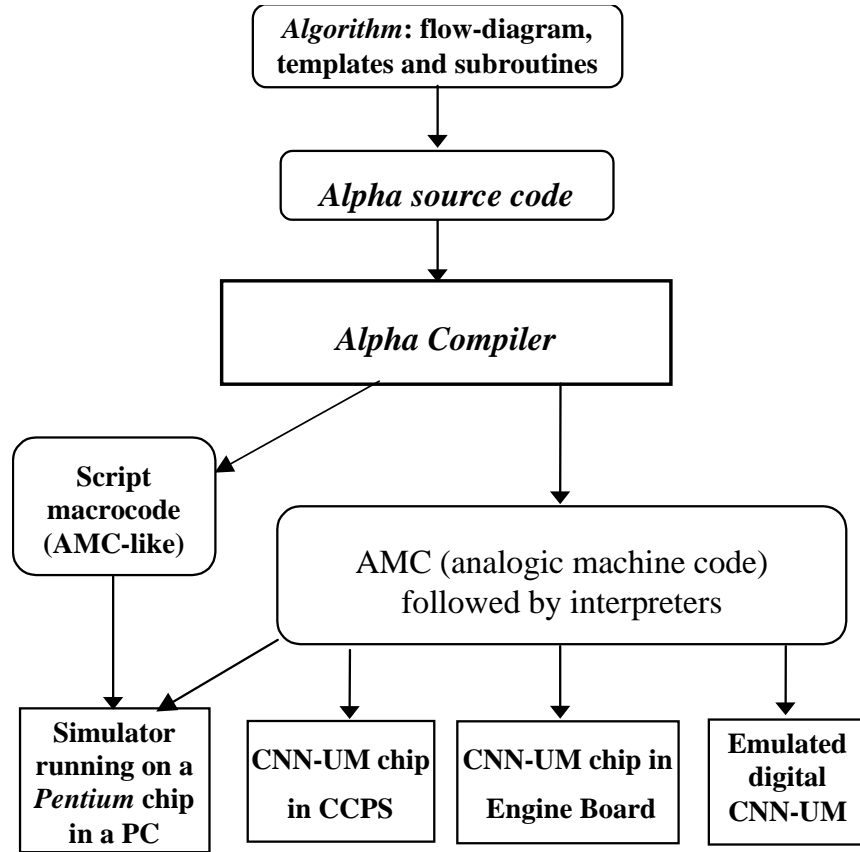 Algorithm: flow-diagram,
templates and subroutines
Alpha source code
Alpha Compiler
Script
macrocode
(AMC-like)
AMC (analogic machine code)
followed by interpreters
Simulator
running on a
Pentium chip
in a PC
CNN-UM chip
in CCPS
CNN-UM chip in
Engine Board
Emulated
digital
CNN-UM